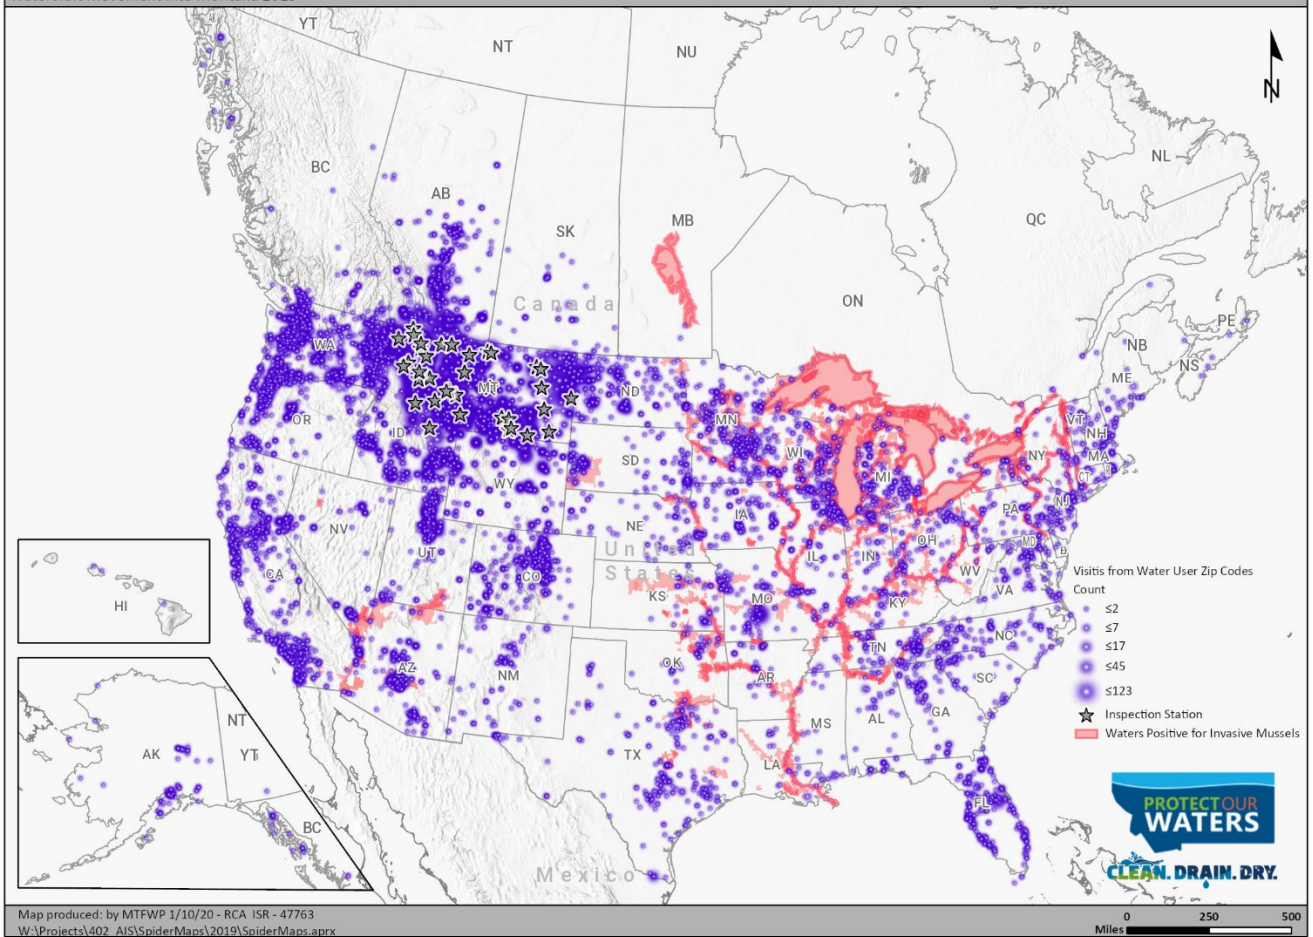 YT
NT
NU
BC
AB
SK
MB
ON
QC
NL
PE
NB
NS
ME
Canada
WA
MT
ND
MN
OR
ID
SD
WI
MI
NY
VT
NH
MA
CT
WY
IA
PA
NJ
NV
UT
NE
IL
IN
OH
MD
United
States
CA
CO
KS
MO
KY
WV
VA
AZ
NM
OK
AR
TN
NC
SC
TX
LA
MS
AL
GA
FL
Mexico
HI
NT
AK
YT
BC
N
Visitis from Water User Zip Codes
Count
≤2
≤7
≤17
≤45
≤123
Inspection Station
Waters Positive for Invasive Mussels
PROTECT OUR
WATERS
CLEAN. DRAIN. DRY.
Map produced: by MTFWP 1/10/20 - RCA ISR - 47763
W:\Projects\402_AIS\SpiderMaps\2019\SpiderMaps.aprx
0 250 500
Miles